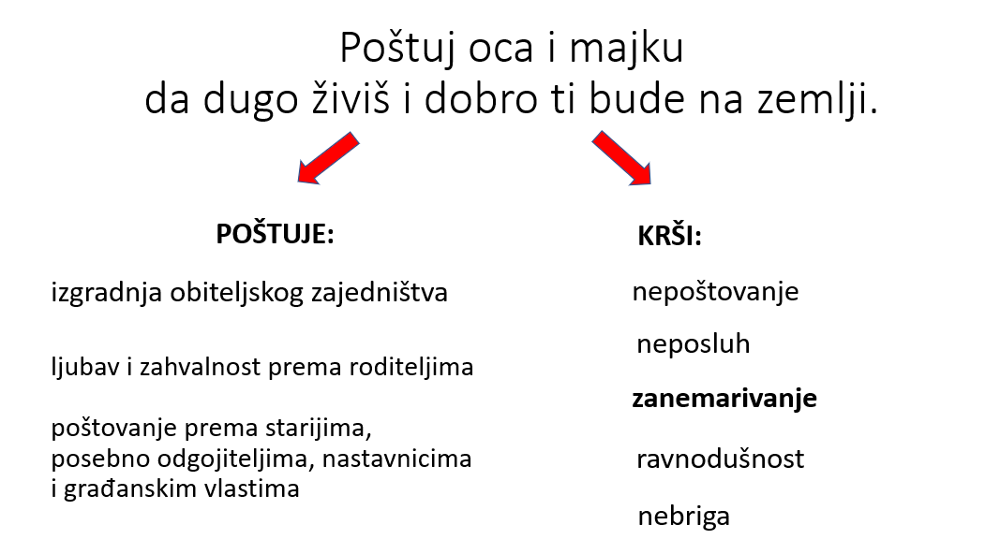 Poštuj oca i majku
da dugo živiš i dobro ti bude na zemlji.
POŠTUJE:
izgradnja obiteljskog zajedništva
ljubav i zahvalnost prema roditeljima
poštovanje prema starijima,
posebno odgojiteljima, nastavnicima
i građanskim vlastima
KRŠI:
nepoštovanje
neposluh
zanemarivanje
ravnodušnost
nebriga